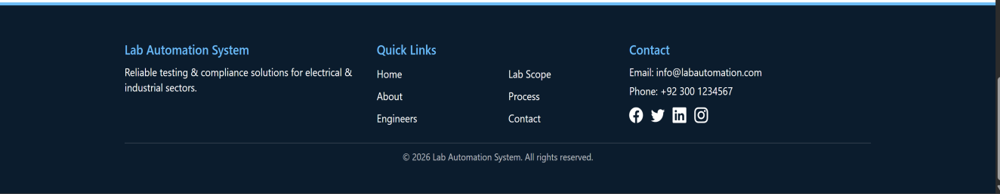 Lab Automation System
Reliable testing & compliance solutions for electrical &
industrial sectors.
Quick Links
Home
About
Engineers
Lab Scope
Process
Contact
Contact
Email: info@labautomation.com
Phone: +92 300 1234567
© 2026 Lab Automation System. All rights reserved.